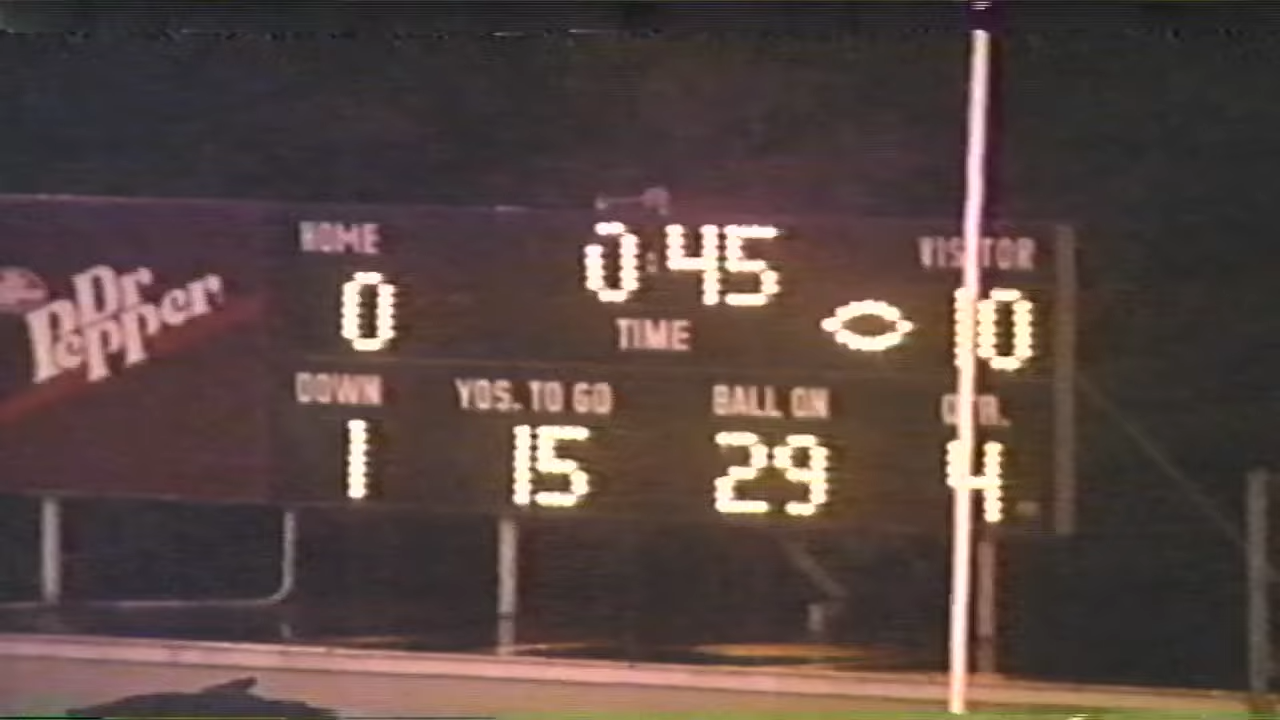 Dr
Pepper
HOME
0:45
VISITOR
0
10
TIME
DOWN
YDS. TO GO
BALL ON
QTR.
1
15
29
4